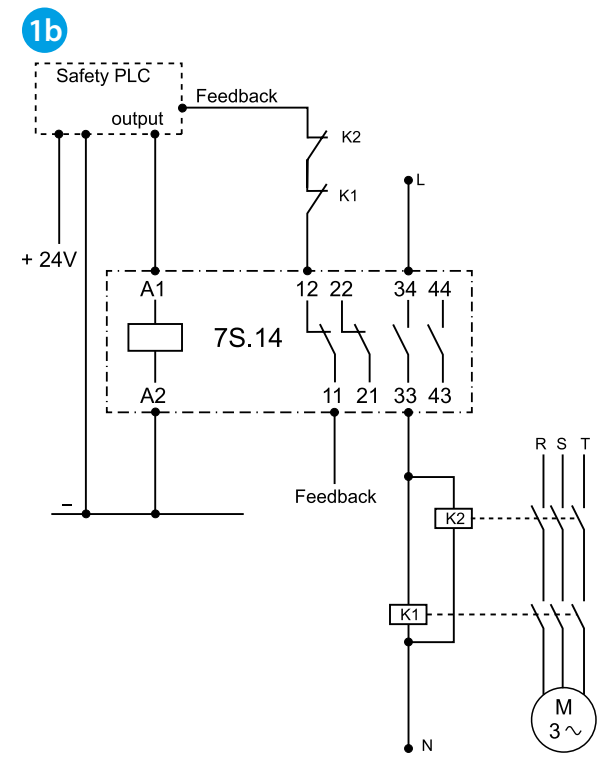 1b
Safety PLC
output
Feedback
K2
K1
L
+ 24V
A1
12 22
34 44
7S.14
A2
11 21
33 43
Feedback
–
R S T
K2
K1
M
3 ~
N